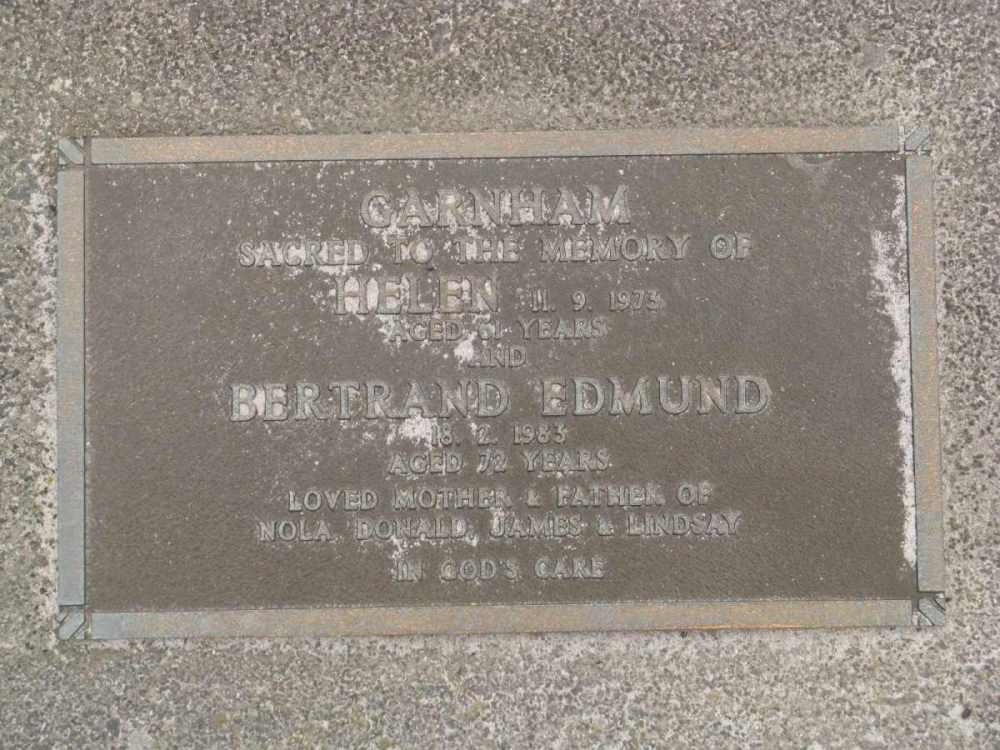 GARNHAM
SACRED TO THE MEMORY OF
HELEN 11. 9. 1973
AGED 61 YEARS
AND
BERTRAND EDMUND
18. 2. 1983
AGED 72 YEARS
LOVED MOTHER & FATHER OF
NOLA, DONALD, JAMES & LINDSAY
IN GOD'S CARE